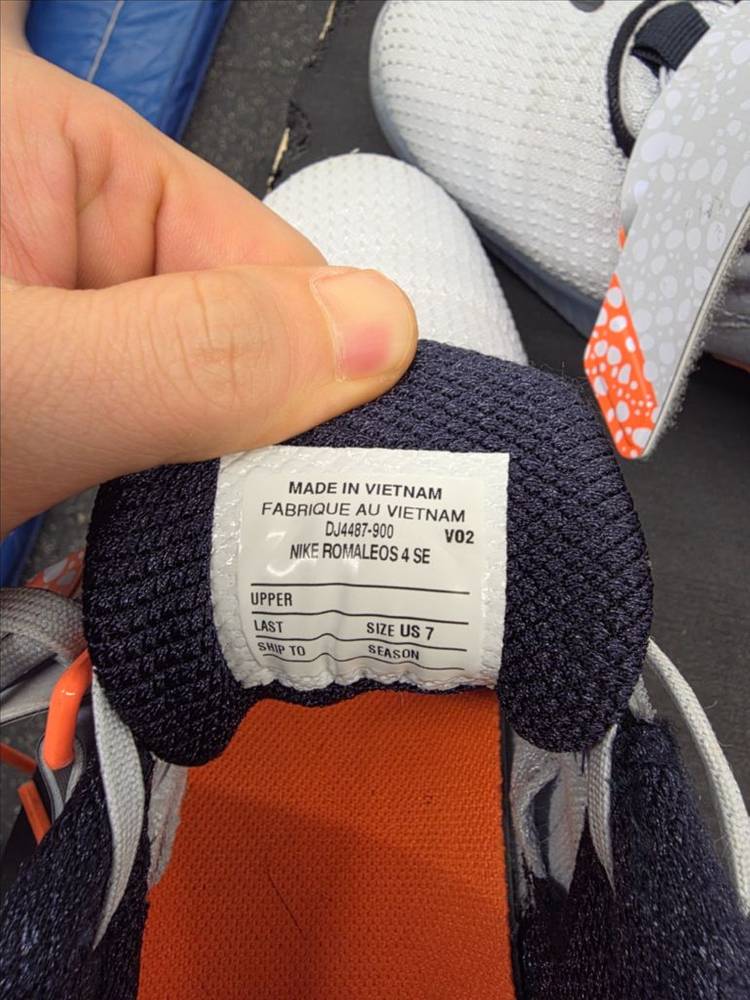 MADE IN VIETNAM
FABRIQUE AU VIETNAM
DJ4487-900 V02
NIKE ROMALEOS 4 SE
UPPER
LAST SIZE US 7
SHIP TO SEASON